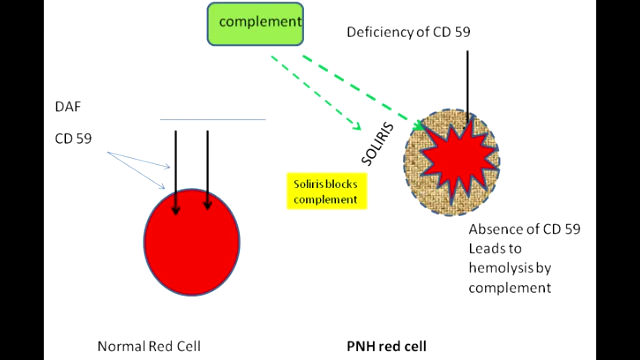 complement
Deficiency of CD 59
DAF
CD 59
SOLIRIS
Soliris blocks
complement
Absence of CD 59
Leads to
hemolysis by
complement
Normal Red Cell
PNH red cell